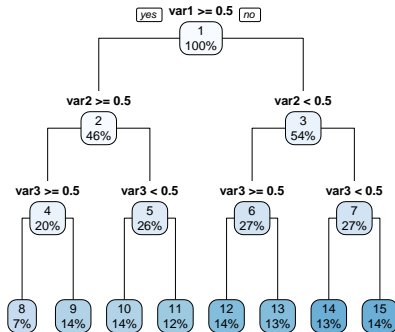 var1 >= 0.5
yes no
1
100%
var2 >= 0.5 var2 < 0.5
2 3
46% 54%
var3 >= 0.5 var3 < 0.5 var3 >= 0.5 var3 < 0.5
4 5 6 7
20% 26% 27% 27%
8 9 10 11 12 13 14 15
7% 14% 14% 12% 14% 13% 13% 14%